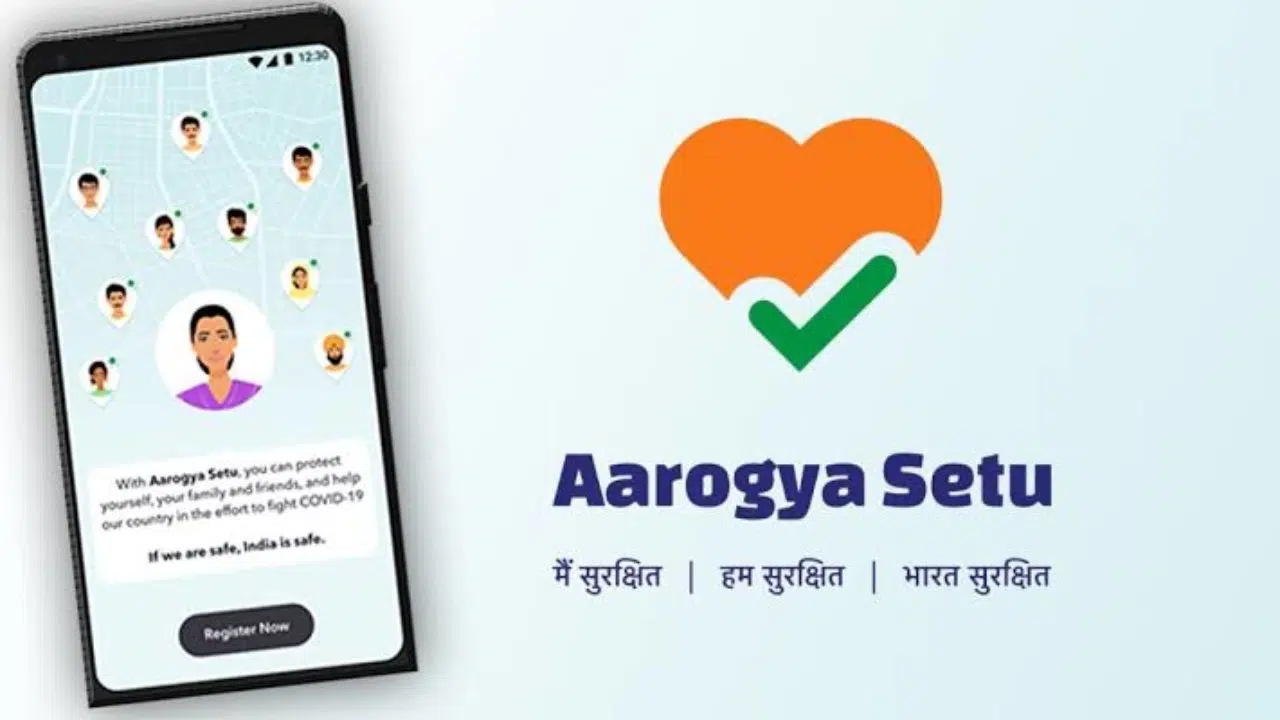 12:30
With Aarogya Setu, you can protect
yourself, your family and friends, and help
our country in the effort to fight COVID-19
If we are safe, India is safe.
Register Now
Aarogya Setu
मैं सुरक्षित | हम सुरक्षित | भारत सुरक्षित